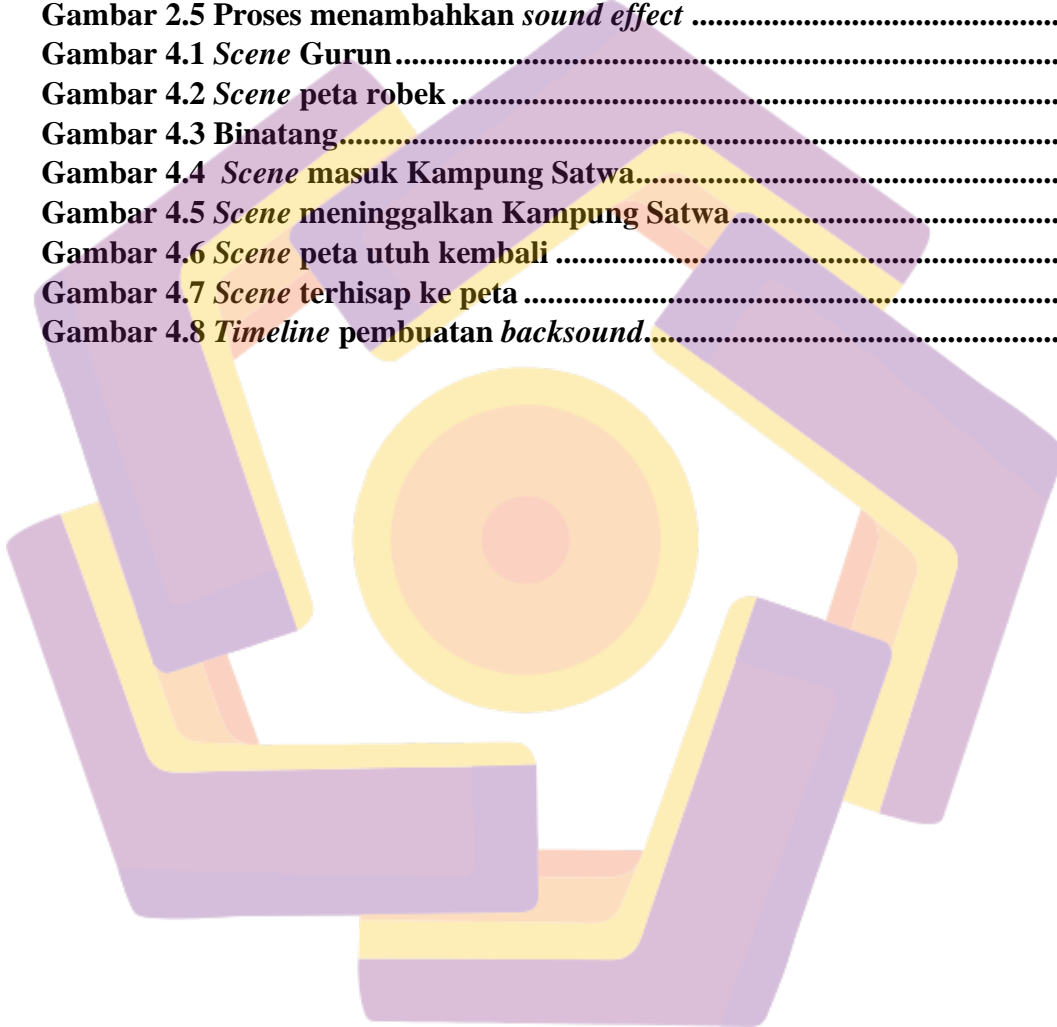 Gambar 2.5 Proses menambahkan sound effect ....................................................
Gambar 4.1 Scene Gurun ..........................................................................................
Gambar 4.2 Scene peta robek ..................................................................................
Gambar 4.3 Binatang ................................................................................................
Gambar 4.4  Scene masuk Kampung Satwa ..........................................................
Gambar 4.5 Scene meninggalkan Kampung Satwa .............................................
Gambar 4.6 Scene peta utuh kembali .....................................................................
Gambar 4.7 Scene terhisap ke peta .........................................................................
Gambar 4.8 Timeline pembuatan backsound .........................................................